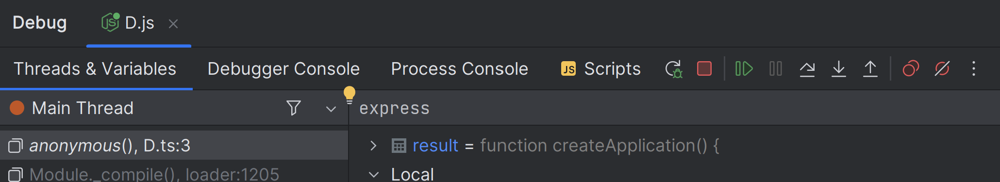 Debug JS D.js
Threads & Variables Debugger Console Process Console JS Scripts
Main Thread express
anonymous(), D.ts:3 result = function createApplication() {
Module._compile(), loader:1205 Local